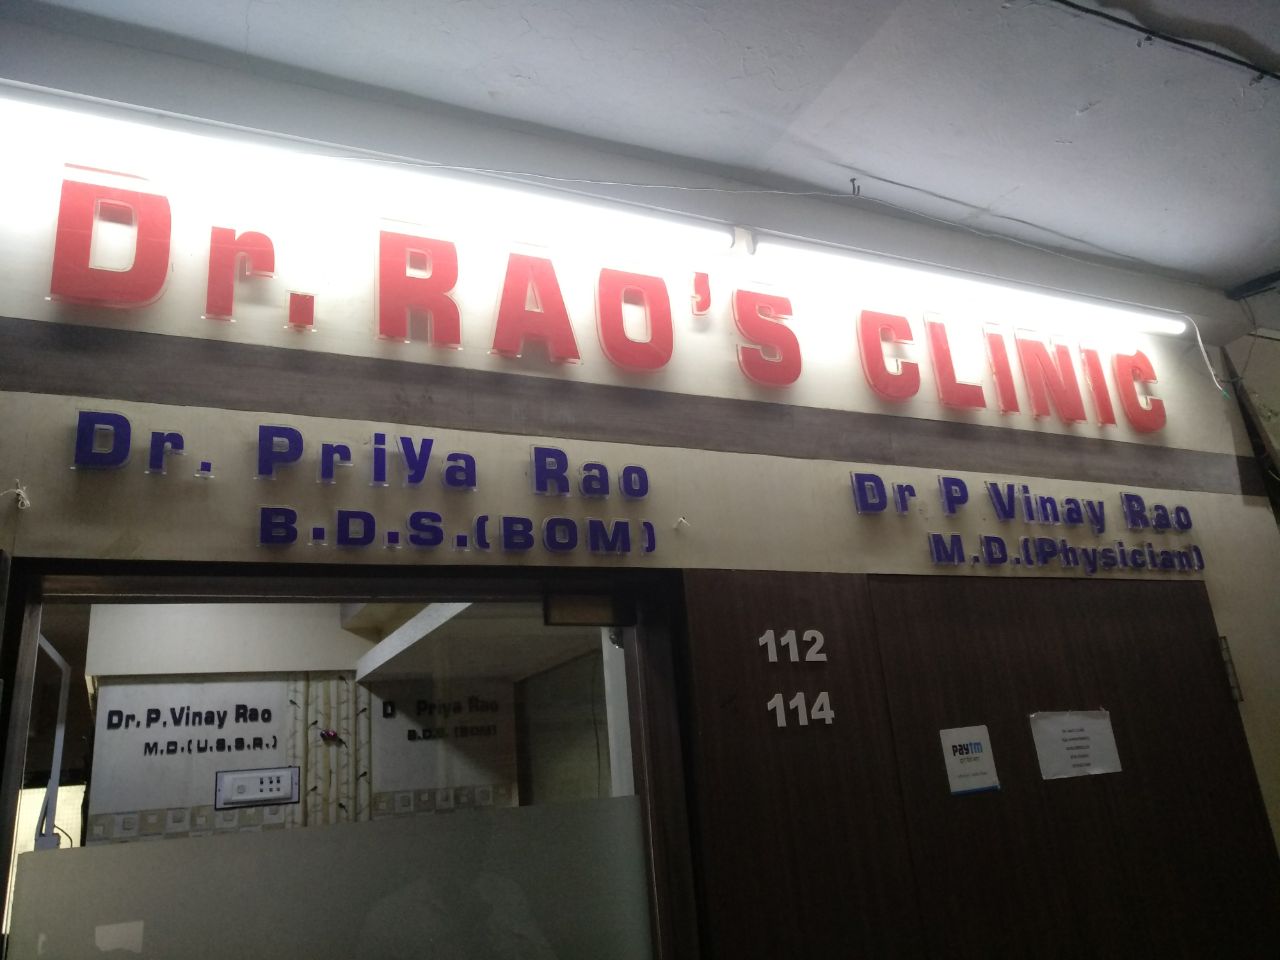 Dr. RAO'S CLINIC
Dr. Priya Rao
B.D.S.(BOM)
Dr P Vinay Rao
M.D.(Physician)
112
114
Dr. P. Vinay Rao
M.D.(U.S.S.R.)
D Priya Rao
B.D.S. (BOM)
paytm